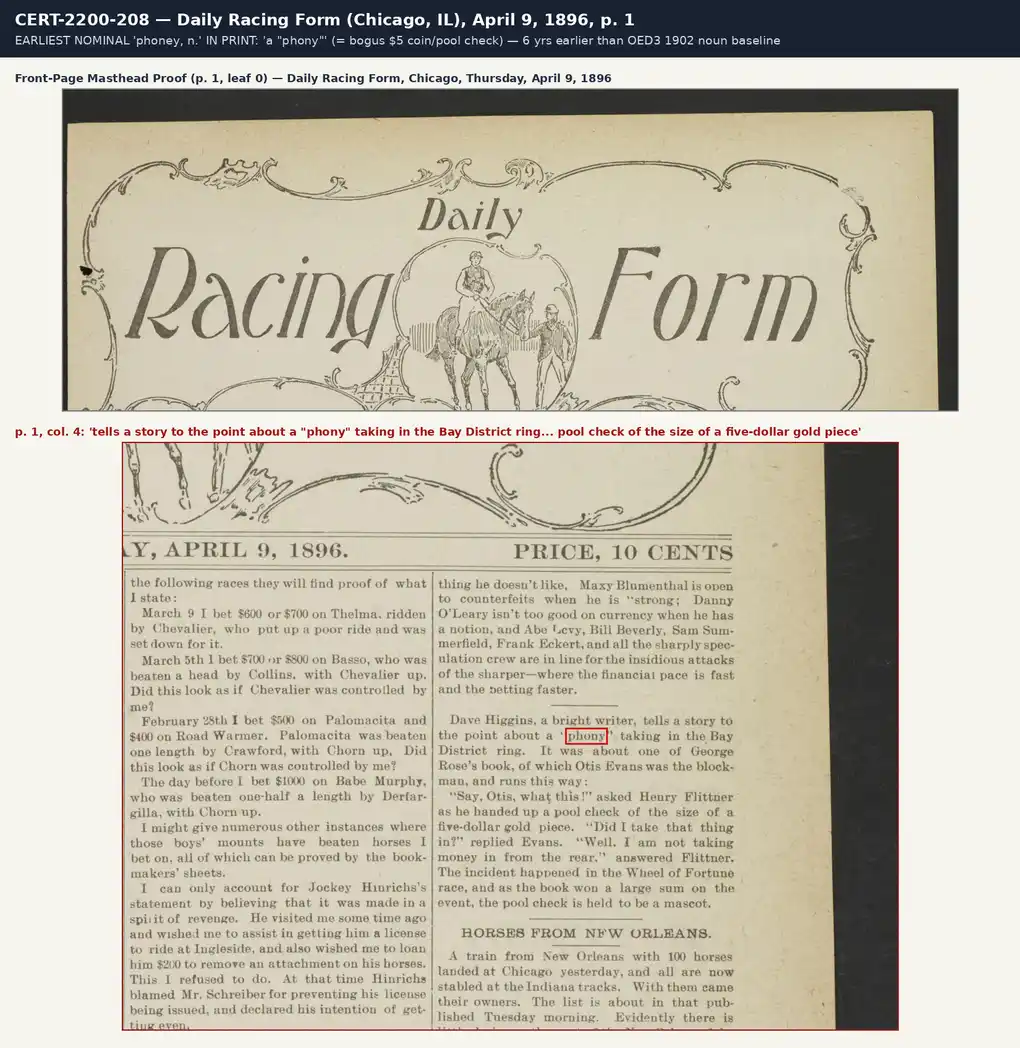 CERT-2200-208 — Daily Racing Form (Chicago, IL), April 9, 1896, p. 1
EARLIEST NOMINAL 'phoney, n.' IN PRINT: 'a "phony"' (= bogus $5 coin/pool check) — 6 yrs earlier than OED3 1902 noun baseline
Front-Page Masthead Proof (p. 1, leaf 0) — Daily Racing Form, Chicago, Thursday, April 9, 1896
Daily
Racing Form
p. 1, col. 4: 'tells a story to the point about a "phony" taking in the Bay District ring... pool check of the size of a five-dollar gold piece'
AY, APRIL 9, 1896. PRICE, 10 CENTS
the following races they will find proof of what
I state:
March 9 I bet $600 or $700 on Thelma, ridden
by Chevalier, who put up a poor ride and was
set down for it.
March 5th I bet $700 or $800 on Basso, who was
beaten a head by Collins, with Chevalier up.
Did this look as if Chevalier was controlled by
me?
February 28th I bet $500 on Palomacita and
$400 on Road Warmer. Palomacita was beaten
one length by Crawford, with Chorn up. Did
this look as if Chorn was controlled by me?
The day before I bet $1000 on Babe Murphy,
who was beaten one-half a length by Derfar-
gilla, with Chorn up.
I might give numerous other instances where
those boys' mounts have beaten horses I
bet on, all of which can be proved by the book-
makers' sheets.
I can only account for Jockey Hinrichs's
statement by believing that it was made in a
spirit of revenge. He visited me some time ago
and wished me to assist in getting him a license
to ride at Ingleside, and also wished me to loan
him $200 to remove an attachment on his horses.
This I refused to do. At that time Hinrichs
blamed Mr. Schreiber for preventing his license
being issued, and declared his intention of get-
ting even.
thing he doesn't like, Maxy Blumenthal is open
to counterfeits when he is "strong; Danny
O'Leary isn't too good on currency when he has
a notion, and Abe Levy, Bill Beverly, Sam Sum-
merfield, Frank Eckert, and all the sharply spec-
ulation crew are in line for the insidious attacks
of the sharper—where the financial pace is fast
and the betting faster.
Dave Higgins, a bright writer, tells a story to
the point about a "phony" taking in the Bay
District ring. It was about one of George
Rose's book, of which Otis Evans was the block-
man, and runs this way:
"Say, Otis, what this!" asked Henry Flittner
as he handed up a pool check of the size of a
five-dollar gold piece. "Did I take that thing
in?" replied Evans. "Well, I am not taking
money in from the rear," answered Flittner.
The incident happened in the Wheel of Fortune
race, and as the book won a large sum on the
event, the pool check is held to be a mascot.
HORSES FROM NEW ORLEANS.
A train from New Orleans with 100 horses
landed at Chicago yesterday, and all are now
stabled at the Indiana tracks. With them came
their owners. The list is about in that pub-
lished Tuesday morning. Evidently there is